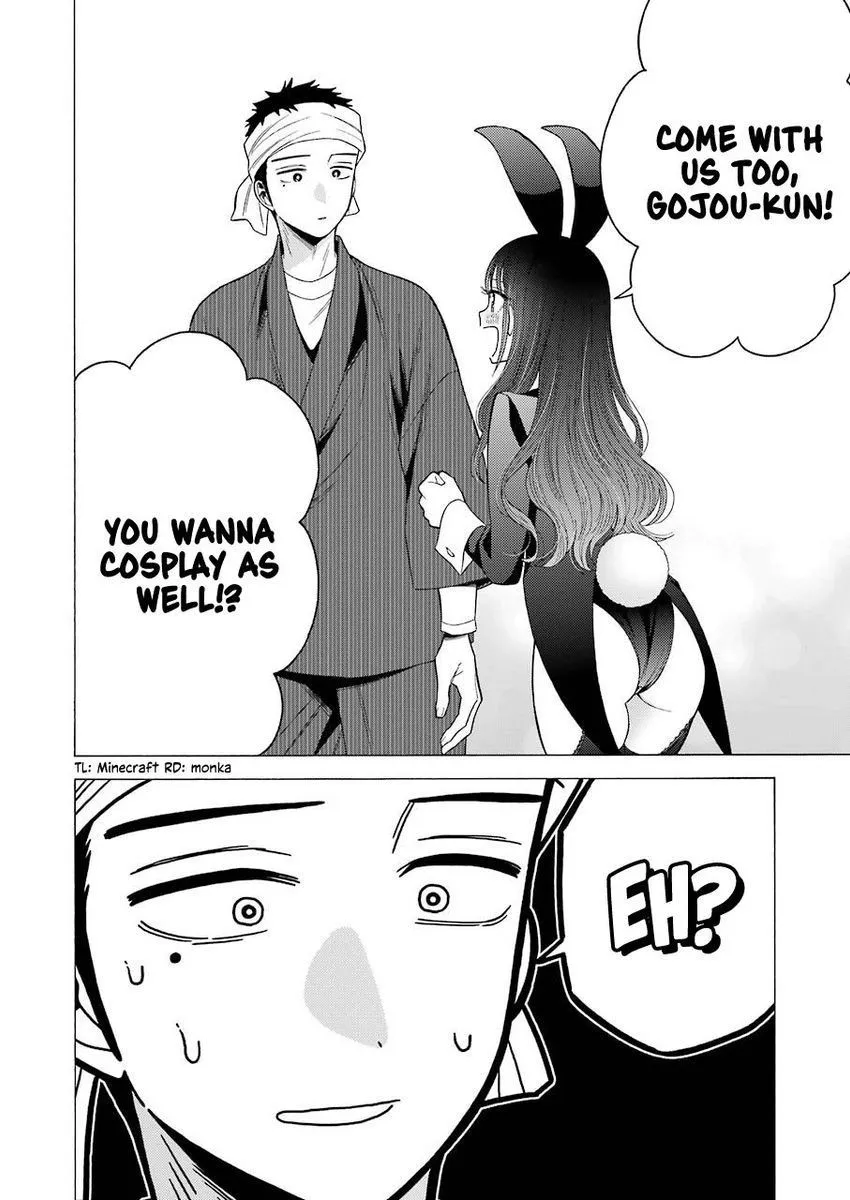 COME WITH
US TOO,
GOJOU-KUN!
YOU WANNA
COSPLAY AS
WELL!?
TL: Minecraft RD: monka
EH?